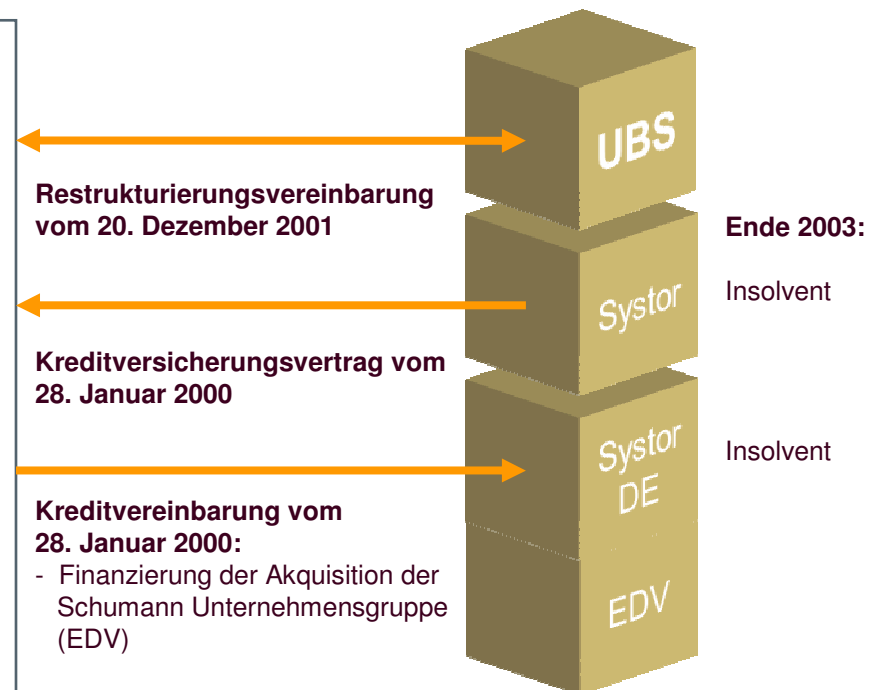 UBS
Restrukturierungsvereinbarung
vom 20. Dezember 2001
Ende 2003:
Systor
Insolvent
Kreditversicherungsvertrag vom
28. Januar 2000
Systor
DE
Insolvent
Kreditvereinbarung vom
28. Januar 2000:
- Finanzierung der Akquisition der
Schumann Unternehmensgruppe
(EDV)
EDV